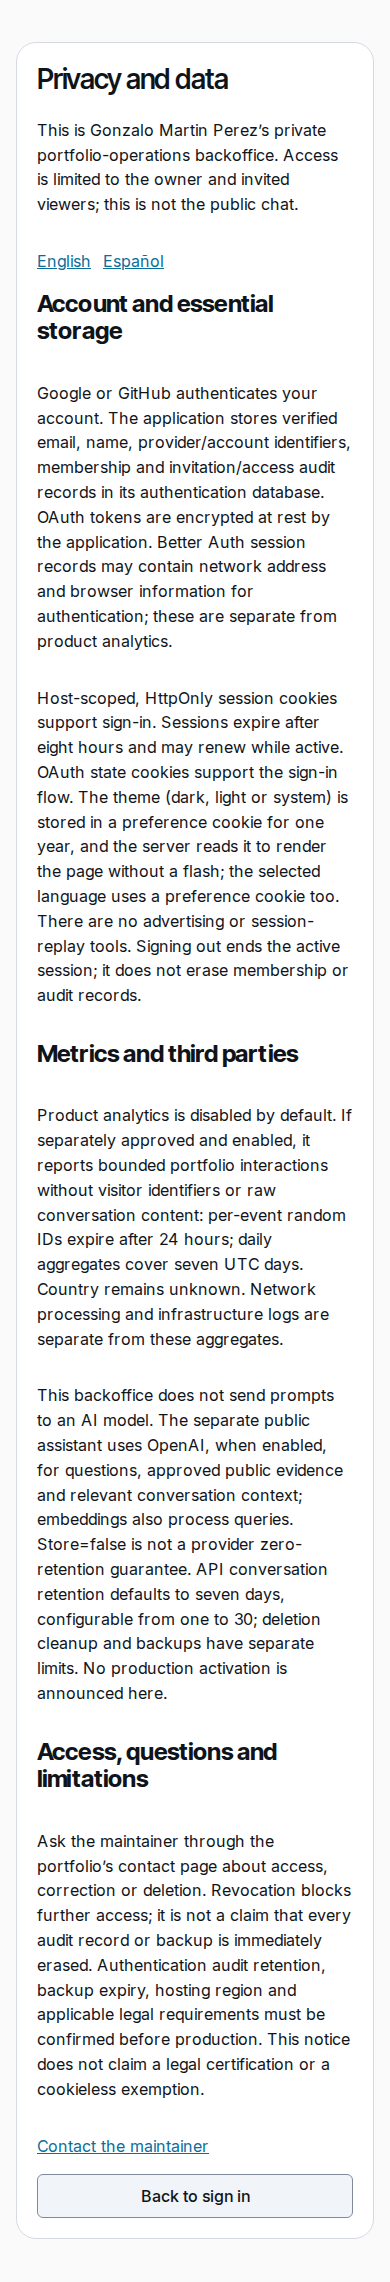 Privacy and data
This is Gonzalo Martin Perez’s private
portfolio-operations backoffice. Access
is limited to the owner and invited
viewers; this is not the public chat.
English Español
Account and essential
storage
Google or GitHub authenticates your
account. The application stores verified
email, name, provider/account identifiers,
membership and invitation/access audit
records in its authentication database.
OAuth tokens are encrypted at rest by
the application. Better Auth session
records may contain network address
and browser information for
authentication; these are separate from
product analytics.
Host-scoped, HttpOnly session cookies
support sign-in. Sessions expire after
eight hours and may renew while active.
OAuth state cookies support the sign-in
flow. The theme (dark, light or system) is
stored in a preference cookie for one
year, and the server reads it to render
the page without a flash; the selected
language uses a preference cookie too.
There are no advertising or session-
replay tools. Signing out ends the active
session; it does not erase membership or
audit records.
Metrics and third parties
Product analytics is disabled by default. If
separately approved and enabled, it
reports bounded portfolio interactions
without visitor identifiers or raw
conversation content: per-event random
IDs expire after 24 hours; daily
aggregates cover seven UTC days.
Country remains unknown. Network
processing and infrastructure logs are
separate from these aggregates.
This backoffice does not send prompts
to an AI model. The separate public
assistant uses OpenAI, when enabled,
for questions, approved public evidence
and relevant conversation context;
embeddings also process queries.
Store=false is not a provider zero-
retention guarantee. API conversation
retention defaults to seven days,
configurable from one to 30; deletion
cleanup and backups have separate
limits. No production activation is
announced here.
Access, questions and
limitations
Ask the maintainer through the
portfolio’s contact page about access,
correction or deletion. Revocation blocks
further access; it is not a claim that every
audit record or backup is immediately
erased. Authentication audit retention,
backup expiry, hosting region and
applicable legal requirements must be
confirmed before production. This notice
does not claim a legal certification or a
cookieless exemption.
Contact the maintainer
Back to sign in